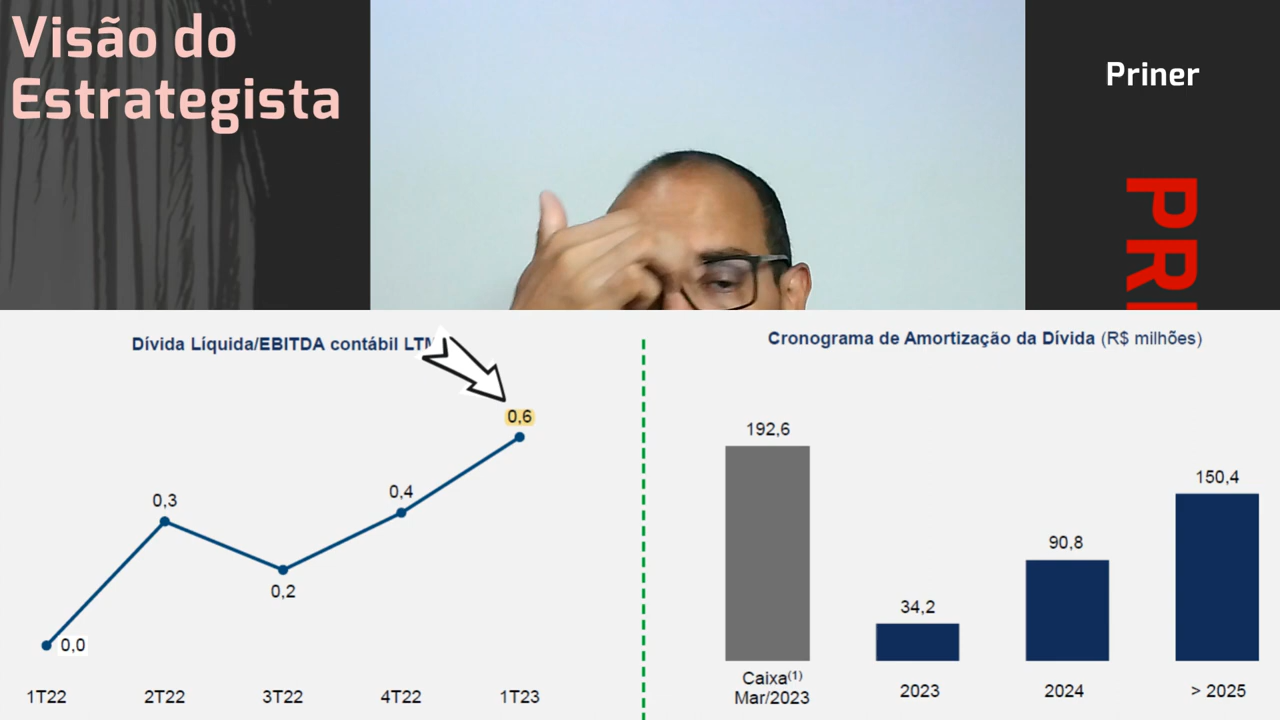 Visão do
Estrategista
Priner
PRI
Dívida Líquida/EBITDA contábil LTM
0,6
0,4
0,3
0,2
0,0
1T22 2T22 3T22 4T22 1T23
Cronograma de Amortização da Dívida (R$ milhões)
192,6
150,4
90,8
34,2
Caixa(1)
Mar/2023
2023 2024 > 2025